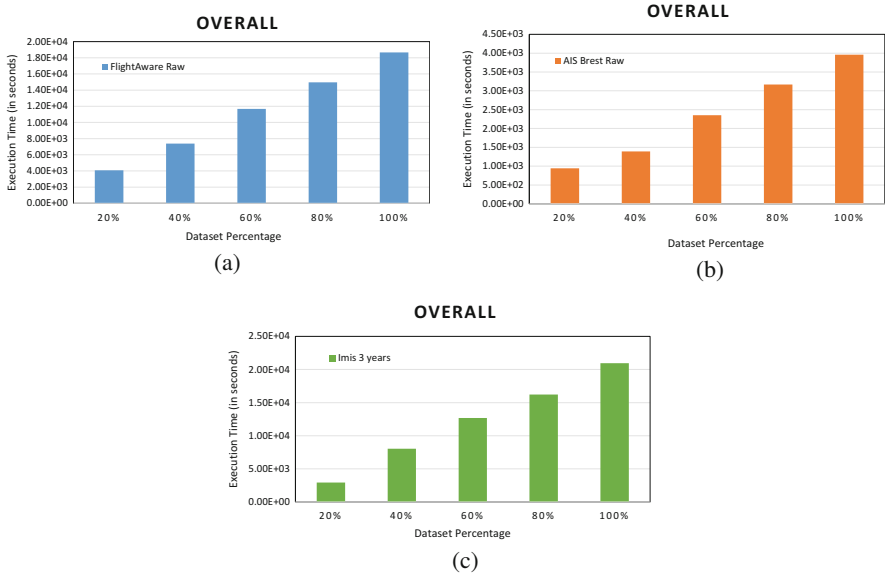 OVERALL
Execution Time (in seconds)
2.00E+04
1.80E+04
1.60E+04
1.40E+04
1.20E+04
1.00E+04
8.00E+03
6.00E+03
4.00E+03
2.00E+03
0.00E+00
FlightAware Raw
20% 40% 60% 80% 100%
Dataset Percentage
(a)
OVERALL
Execution Time (in seconds)
4.50E+03
4.00E+03
3.50E+03
3.00E+03
2.50E+03
2.00E+03
1.50E+03
1.00E+03
5.00E+02
0.00E+00
AIS Brest Raw
20% 40% 60% 80% 100%
Dataset Percentage
(b)
OVERALL
Execution Time (in seconds)
2.50E+04
2.00E+04
1.50E+04
1.00E+04
5.00E+03
0.00E+00
Imis 3 years
20% 40% 60% 80% 100%
Dataset Percentage
(c)